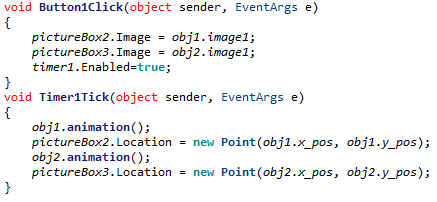 void Button1Click(object sender, EventArgs e)
{
pictureBox2.Image = obj1.image1;
pictureBox3.Image = obj2.image1;
timer1.Enabled=true;
}
void Timer1Tick(object sender, EventArgs e)
{
obj1.animation();
pictureBox2.Location = new Point(obj1.x_pos, obj1.y_pos);
obj2.animation();
pictureBox3.Location = new Point(obj2.x_pos, obj2.y_pos);
}